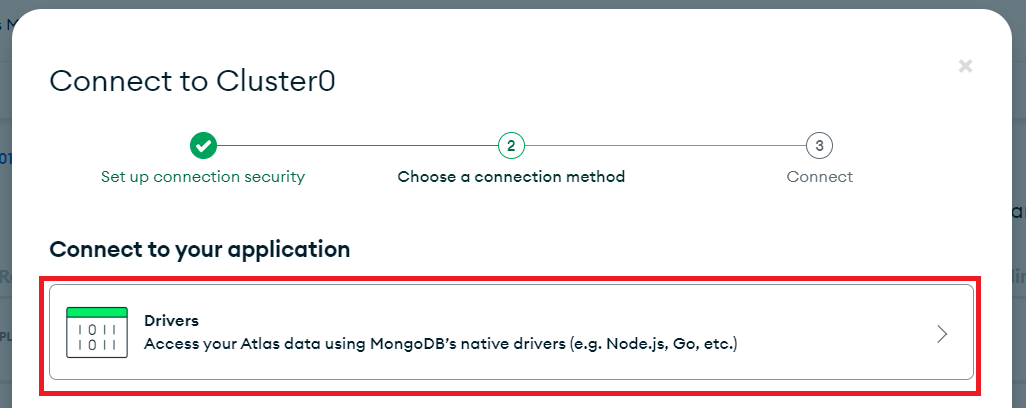 Connect to Cluster0
2
3
Set up connection security
Choose a connection method
Connect
Connect to your application
Drivers
1011
1011
Access your Atlas data using MongoDB’s native drivers (e.g. Node.js, Go, etc.)